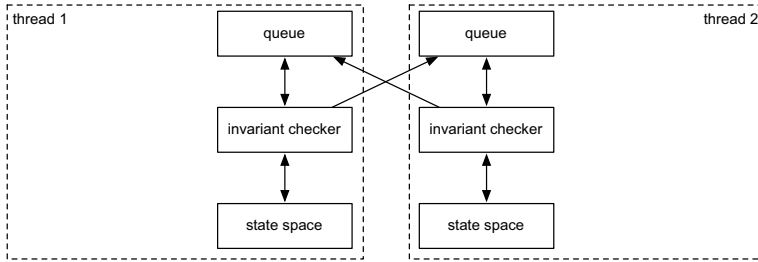 thread 1
queue
invariant checker
state space
thread 2
queue
invariant checker
state space